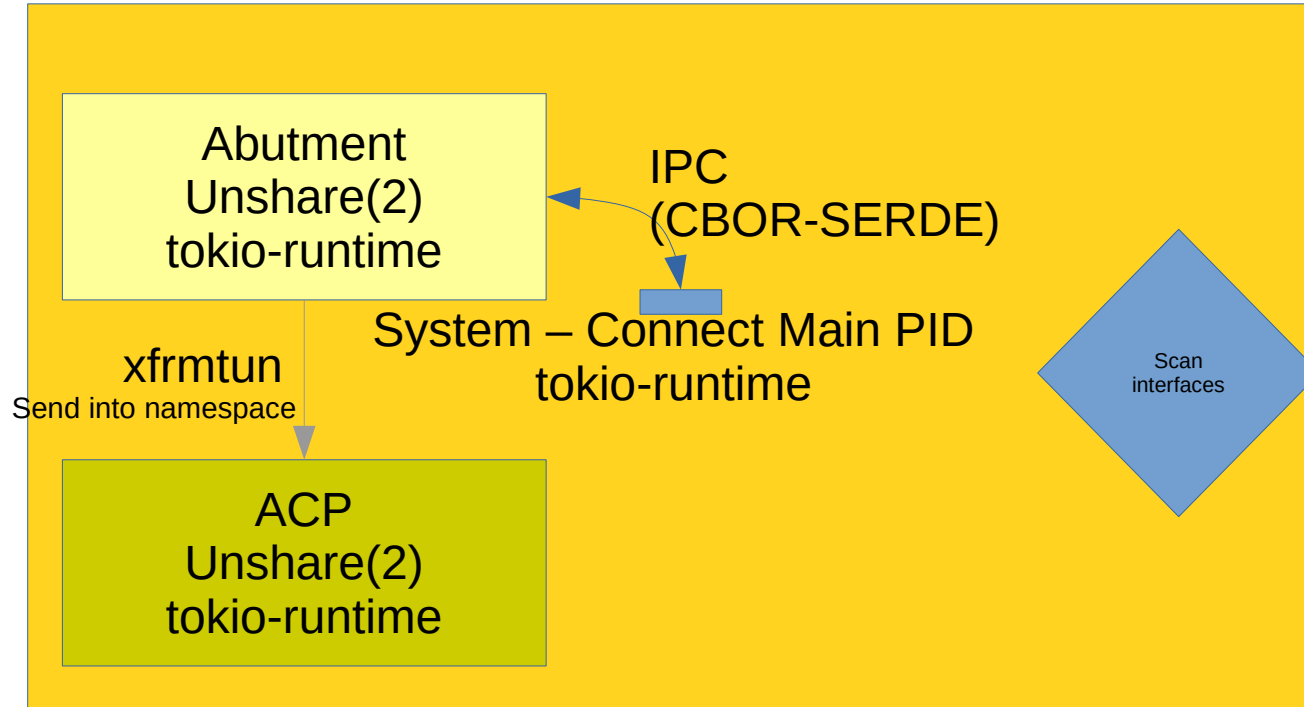 Abutment
Unshare(2)
tokio-runtime
IPC
(CBOR-SERDE)
System – Connect Main PID
tokio-runtime
Scan
interfaces
xfrmtun
Send into namespace
ACP
Unshare(2)
tokio-runtime